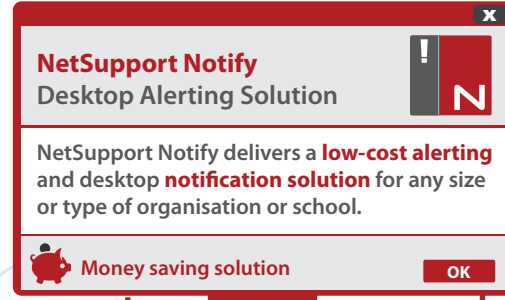 X
NetSupport Notify
Desktop Alerting Solution
! N
NetSupport Notify delivers a low-cost alerting
and desktop notification solution for any size
or type of organisation or school.
Money saving solution
OK